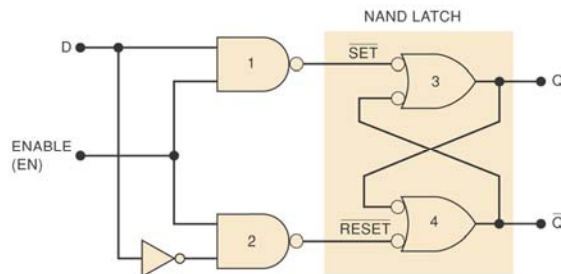 NAND LATCH
D
1
SET
3
Q
ENABLE
(EN)
2
RESET
4
Q̅